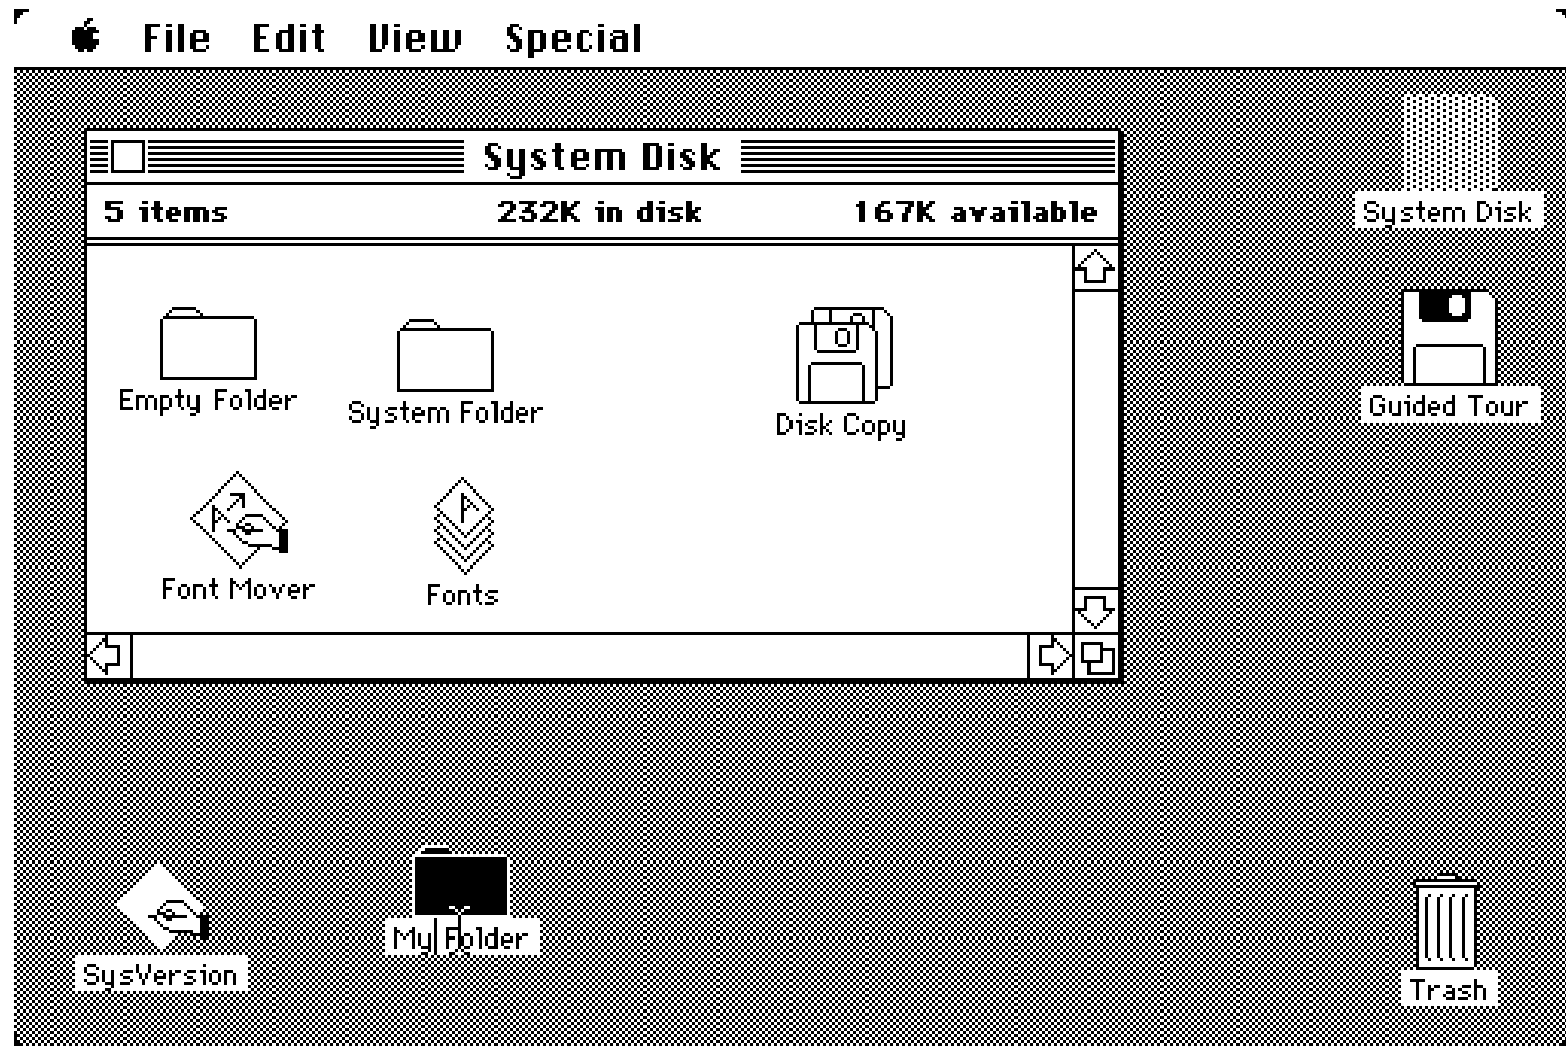 File Edit View Special
System Disk
5 items 232K in disk 167K available
System Disk
Empty Folder System Folder Disk Copy
Guided Tour
Font Mover Fonts
My Folder
SysVersion
Trash